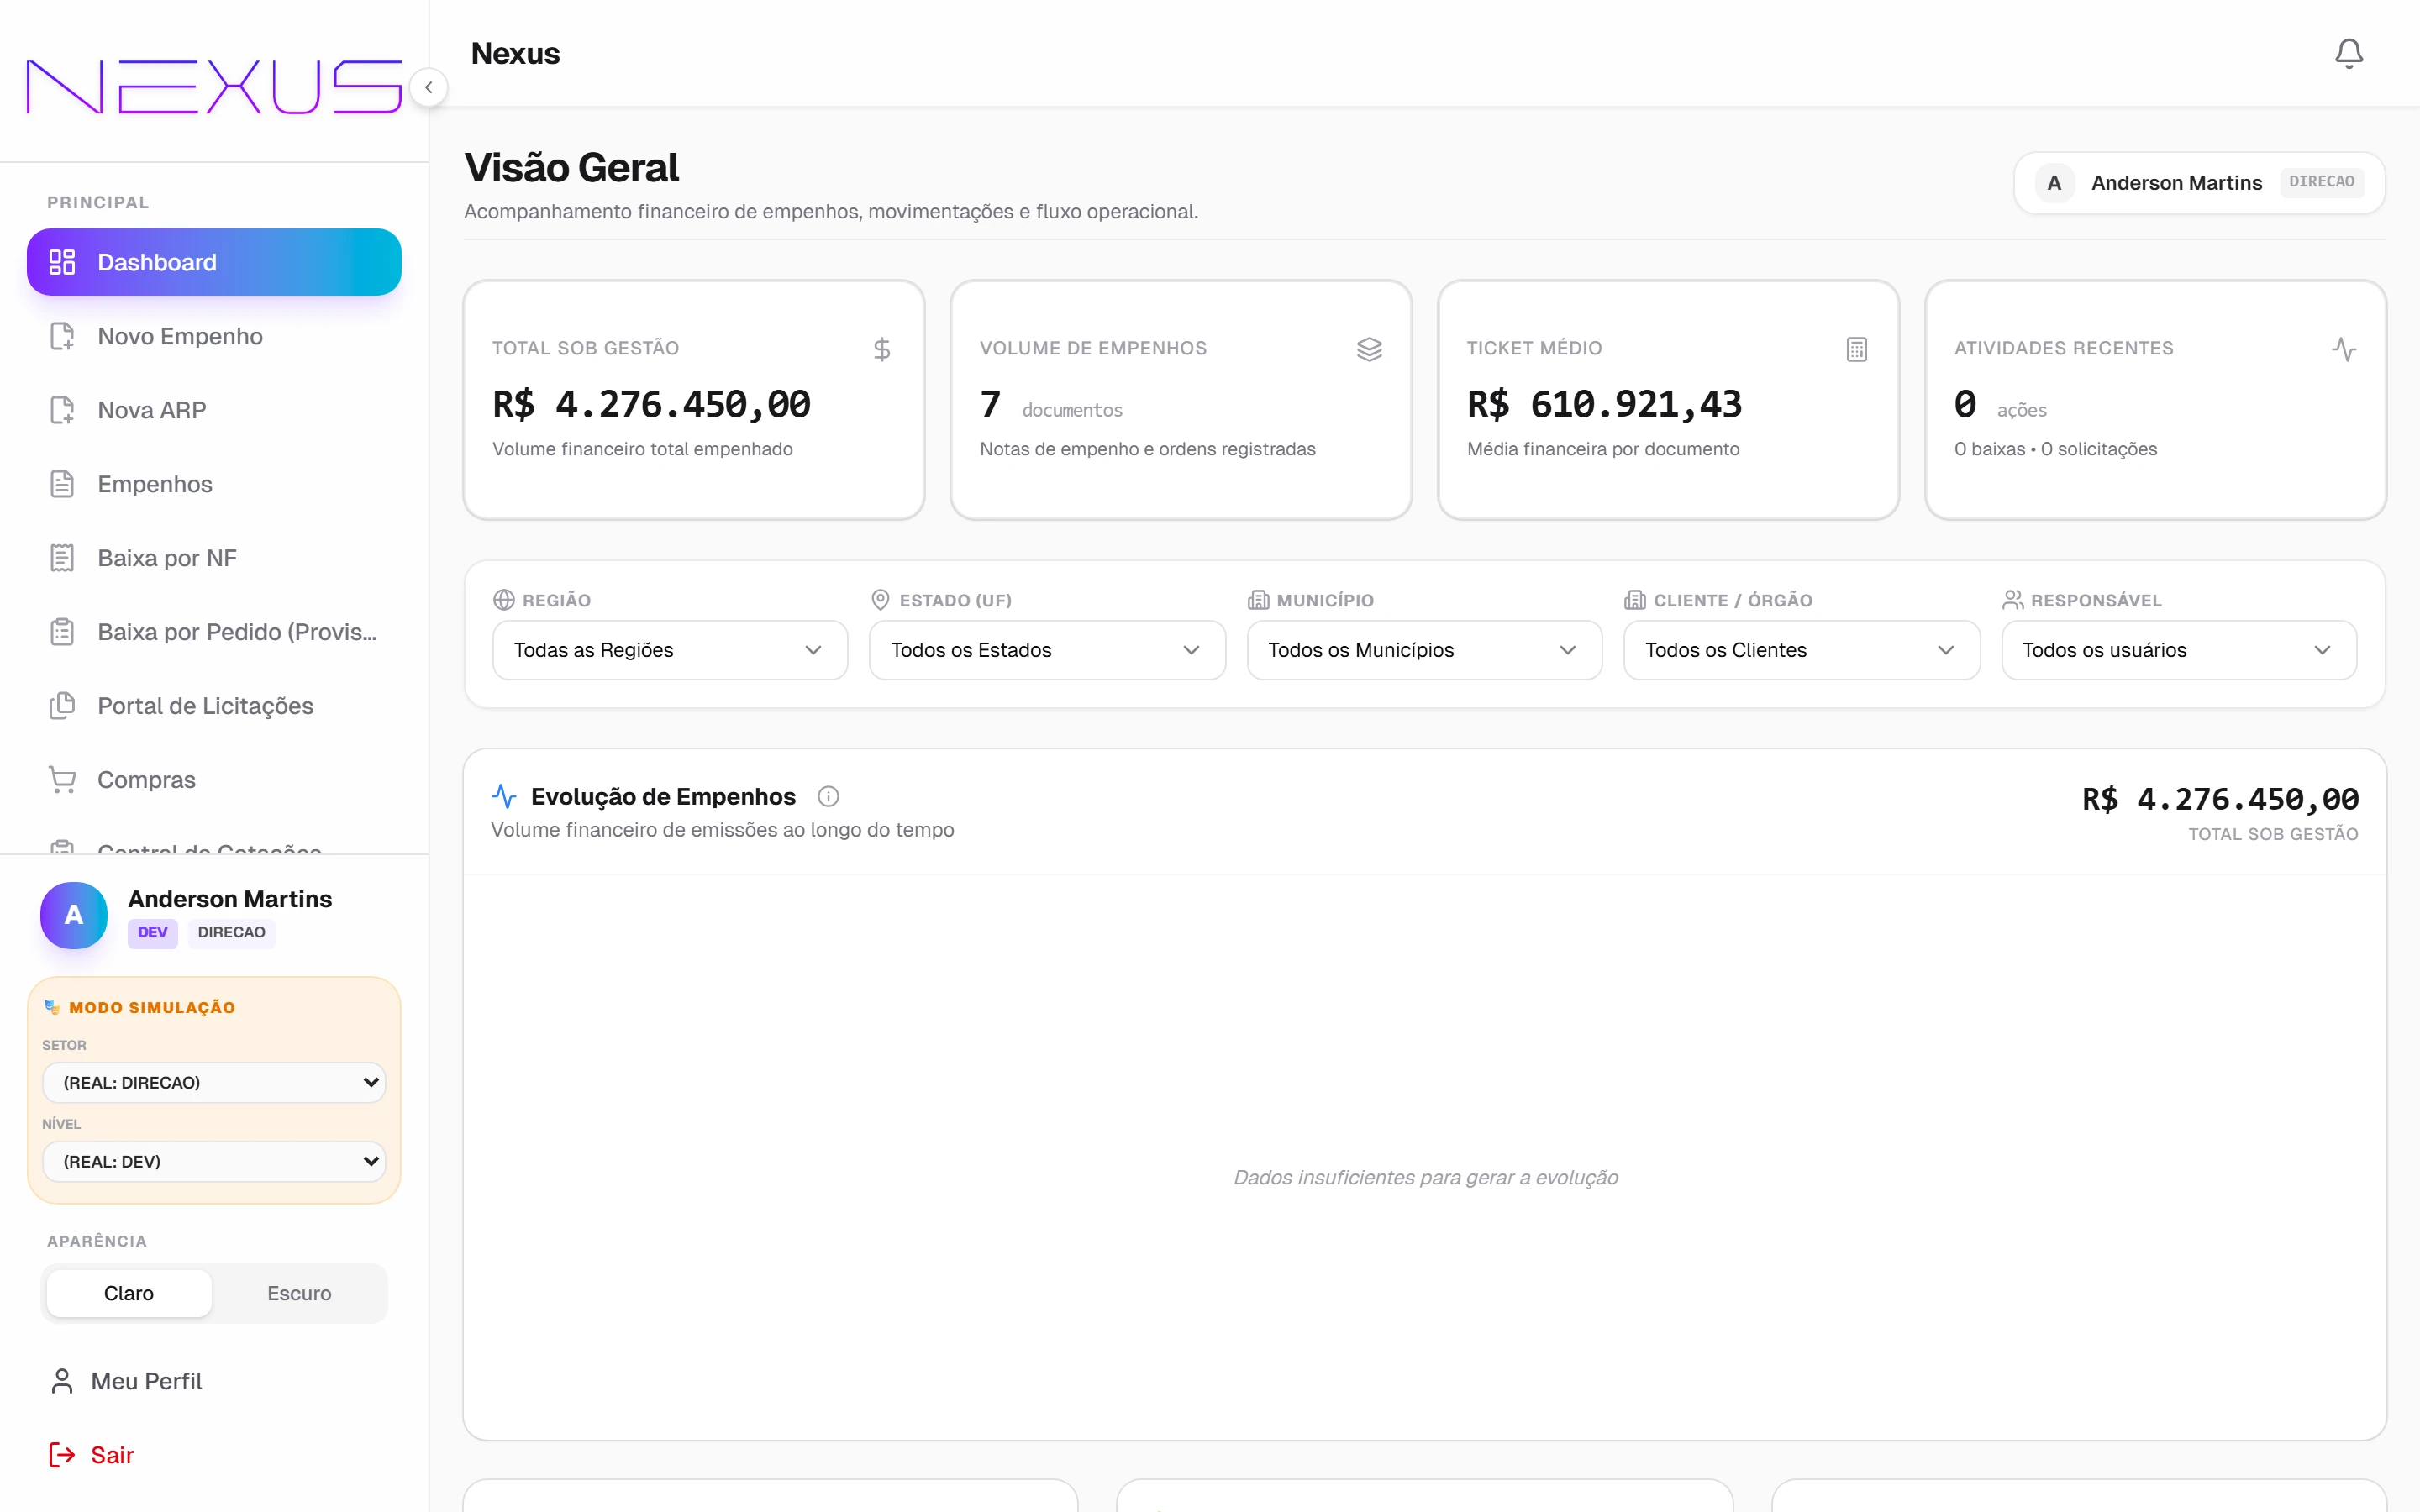 NEXUS
PRINCIPAL
Dashboard
Novo Empenho
Nova ARP
Empenhos
Baixa por NF
Baixa por Pedido (Provis...
Portal de Licitações
Compras
Central de Cotações
A
Anderson Martins
DEV DIRECAO
MODO SIMULAÇÃO
SETOR
(REAL: DIRECAO)
NÍVEL
(REAL: DEV)
APARÊNCIA
Claro Escuro
Meu Perfil
Sair
Nexus
Visão Geral
Acompanhamento financeiro de empenhos, movimentações e fluxo operacional.
A Anderson Martins DIRECAO
TOTAL SOB GESTÃO
R$ 4.276.450,00
Volume financeiro total empenhado
VOLUME DE EMPENHOS
7 documentos
Notas de empenho e ordens registradas
TICKET MÉDIO
R$ 610.921,43
Média financeira por documento
ATIVIDADES RECENTES
0 ações
0 baixas • 0 solicitações
REGIÃO
Todas as Regiões
ESTADO (UF)
Todos os Estados
MUNICÍPIO
Todos os Municípios
CLIENTE / ÓRGÃO
Todos os Clientes
RESPONSÁVEL
Todos os usuários
Evolução de Empenhos
Volume financeiro de emissões ao longo do tempo
R$ 4.276.450,00
TOTAL SOB GESTÃO
Dados insuficientes para gerar a evolução